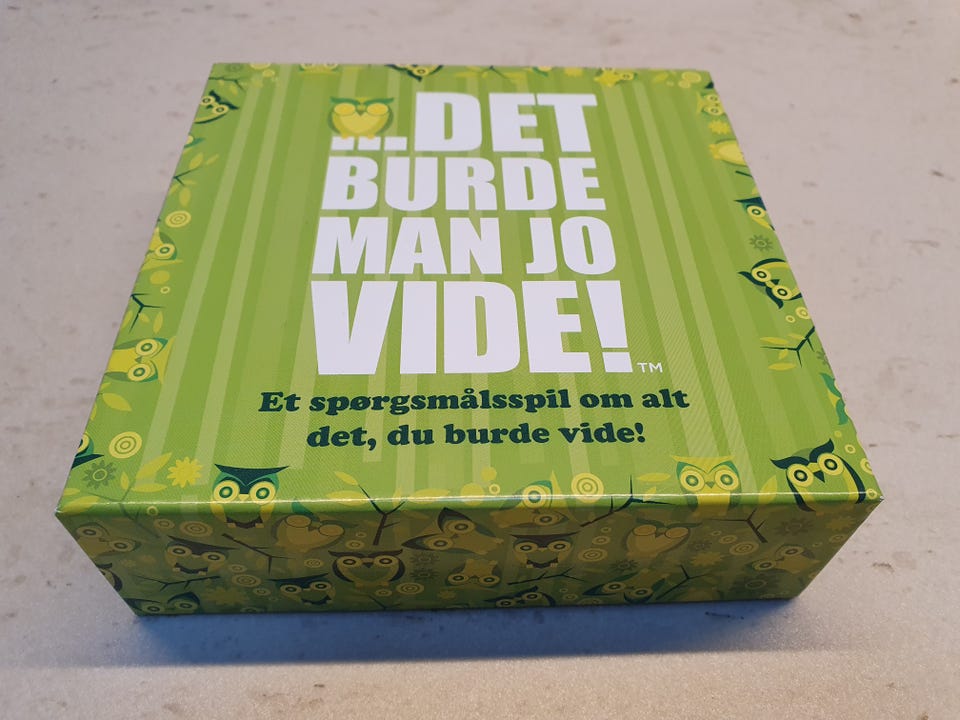 ...DET
BURDE
MAN JO
VIDE!™
Et spørgsmålsspil om alt
det, du burde vide!